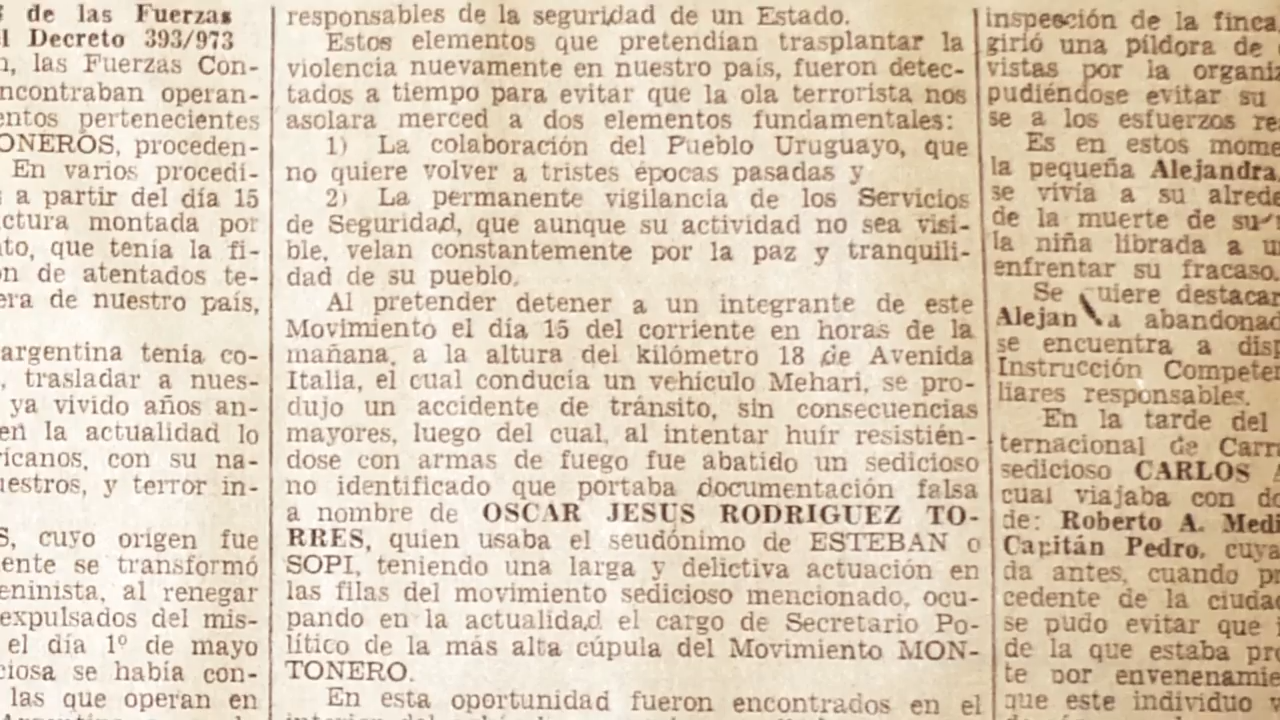 de las Fuerzas
Decreto 393/973
las Fuerzas Con-
ncontraban operan-
entos pertenecientes
ONEROS, proceden-
En varios procedi-
a partir del día 15
ctura montada por
to, que tenía la fi-
n de atentados te-
era de nuestro país,
argentina tenía co-
, trasladar a nues-
ya vivido años an-
en la actualidad lo
ricanos, con su na-
uestros, y terror in-
S, cuyo origen fue
ente se transformó
eninista, al renegar
expulsados del mis-
el día 1º de mayo
ciosa se había con-
las que operan en
responsables de la seguridad de un Estado.
Estos elementos que pretendían trasplantar la
violencia nuevamente en nuestro país, fueron detec-
tados a tiempo para evitar que la ola terrorista nos
asolara merced a dos elementos fundamentales:
1) La colaboración del Pueblo Uruguayo, que
no quiere volver a tristes épocas pasadas y
2) La permanente vigilancia de los Servicios
de Seguridad, que aunque su actividad no sea visi-
ble, velan constantemente por la paz y tranquili-
dad de su pueblo.
Al pretender detener a un integrante de este
Movimiento el día 15 del corriente en horas de la
mañana, a la altura del kilómetro 18 de Avenida
Italia, el cual conducía un vehículo Mehari, se pro-
dujo un accidente de tránsito, sin consecuencias
mayores, luego del cual, al intentar huír resistién-
dose con armas de fuego fue abatido un sedicioso
no identificado que portaba documentación falsa
a nombre de OSCAR JESUS RODRIGUEZ TO-
RRES, quien usaba el seudónimo de ESTEBAN o
SOPI, teniendo una larga y delictiva actuación en
las filas del movimiento sedicioso mencionado, ocu-
pando en la actualidad el cargo de Secretario Po-
lítico de la más alta cúpula del Movimiento MON-
TONERO.
En esta oportunidad fueron encontrados en el
inspección de la finca
girió una píldora de
vistas por la organiz
pudiéndose evitar su
se a los esfuerzos re
Es en estos mome
la pequeña Alejandra,
se vivía a su alrede
de la muerte de su
la niña librada a u
enfrentar su fracaso.
Se uiere destacar
Alejan a abandonad
se encuentra a disp
Instrucción Competen
liares responsables.
En la tarde del
ternacional de Carra
sedicioso CARLOS A
cual viajaba con do
de: Roberto A. Medi
Capitán Pedro, cuya
da antes, cuando pr
cedente de la ciudad
se pudo evitar que
de la que estaba pro
te por envenenamie
que este individuo v